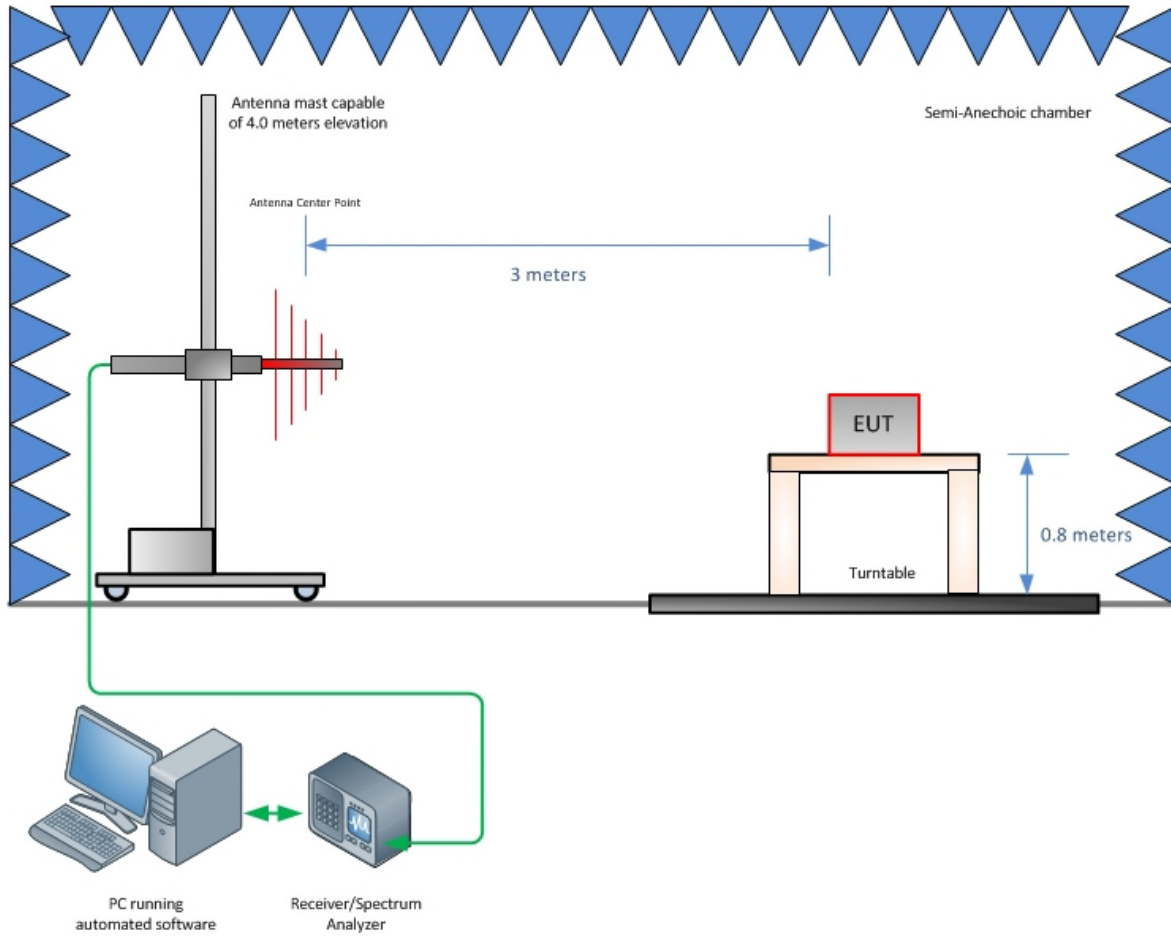 Antenna mast capable
of 4.0 meters elevation
Semi-Anechoic chamber
Antenna Center Point
3 meters
EUT
0.8 meters
Turntable
PC running
automated software
Receiver/Spectrum
Analyzer